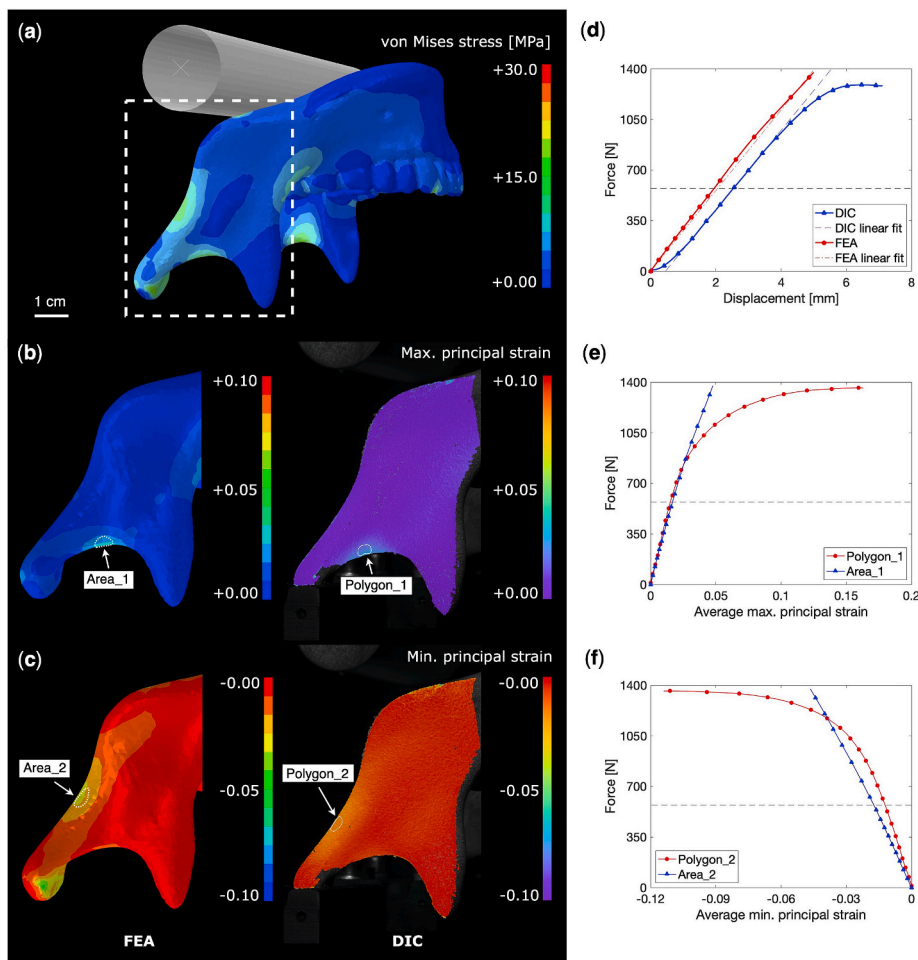 (a)
von Mises stress [MPa]
+30.0
+15.0
+0.00
1 cm
(b)
Max. principal strain
+0.10
+0.05
+0.00
Area_1
+0.10
+0.05
+0.00
Polygon_1
(c)
Min. principal strain
-0.00
-0.05
-0.10
Area_2
-0.00
-0.05
-0.10
Polygon_2
FEA
DIC
(d)
1400
1050
700
350
0
Force [N]
0 2 4 6 8
Displacement [mm]
DIC
DIC linear fit
FEA
FEA linear fit
(e)
1400
1050
700
350
0
Force [N]
0 0.05 0.1 0.15 0.2
Average max. principal strain
Polygon_1
Area_1
(f)
1400
1050
700
350
0
Force [N]
-0.12 -0.09 -0.06 -0.03 0
Average min. principal strain
Polygon_2
Area_2